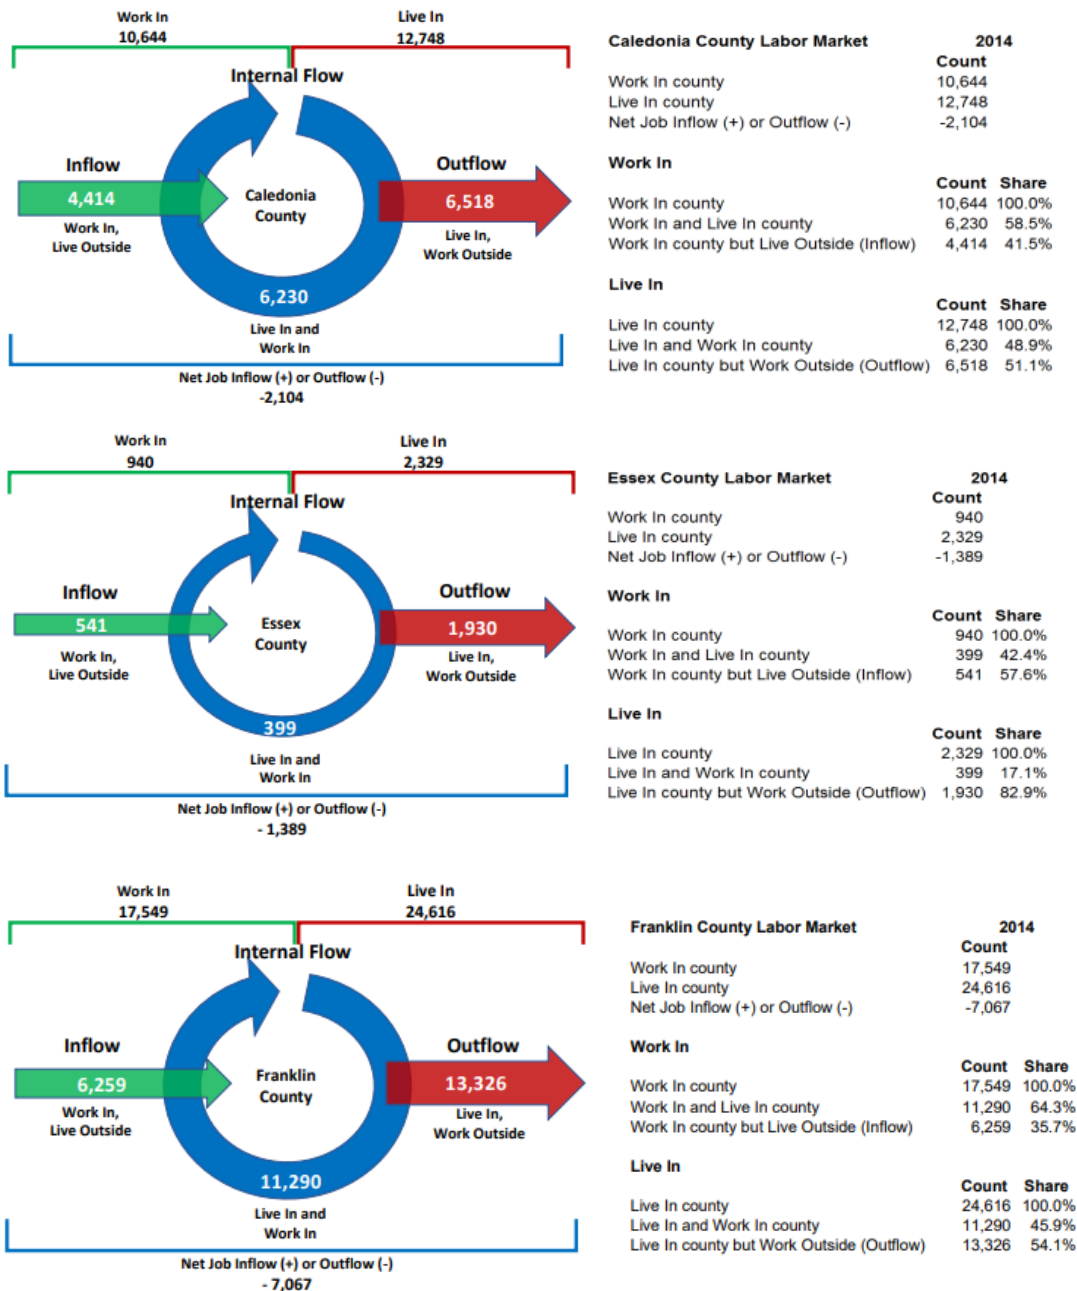 Work In
10,644
Live In
12,748
Internal Flow
Inflow
4,414
Work In,
Live Outside
Caledonia
County
Outflow
6,518
Live In,
Work Outside
6,230
Live In and
Work In
Net Job Inflow (+) or Outflow (-)
-2,104
Caledonia County Labor Market 2014
Count
Work In county 10,644
Live In county 12,748
Net Job Inflow (+) or Outflow (-) -2,104
Work In
Count Share
Work In county 10,644 100.0%
Work In and Live In county 6,230 58.5%
Work In county but Live Outside (Inflow) 4,414 41.5%
Live In
Count Share
Live In county 12,748 100.0%
Live In and Work In county 6,230 48.9%
Live In county but Work Outside (Outflow) 6,518 51.1%
Work In
940
Live In
2,329
Internal Flow
Inflow
541
Work In,
Live Outside
Essex
County
Outflow
1,930
Live In,
Work Outside
399
Live In and
Work In
Net Job Inflow (+) or Outflow (-)
- 1,389
Essex County Labor Market 2014
Count
Work In county 940
Live In county 2,329
Net Job Inflow (+) or Outflow (-) -1,389
Work In
Count Share
Work In county 940 100.0%
Work In and Live In county 399 42.4%
Work In county but Live Outside (Inflow) 541 57.6%
Live In
Count Share
Live In county 2,329 100.0%
Live In and Work In county 399 17.1%
Live In county but Work Outside (Outflow) 1,930 82.9%
Work In
17,549
Live In
24,616
Internal Flow
Inflow
6,259
Work In,
Live Outside
Franklin
County
Outflow
13,326
Live In,
Work Outside
11,290
Live In and
Work In
Net Job Inflow (+) or Outflow (-)
- 7,067
Franklin County Labor Market 2014
Count
Work In county 17,549
Live In county 24,616
Net Job Inflow (+) or Outflow (-) -7,067
Work In
Count Share
Work In county 17,549 100.0%
Work In and Live In county 11,290 64.3%
Work In county but Live Outside (Inflow) 6,259 35.7%
Live In
Count Share
Live In county 24,616 100.0%
Live In and Work In county 11,290 45.9%
Live In county but Work Outside (Outflow) 13,326 54.1%